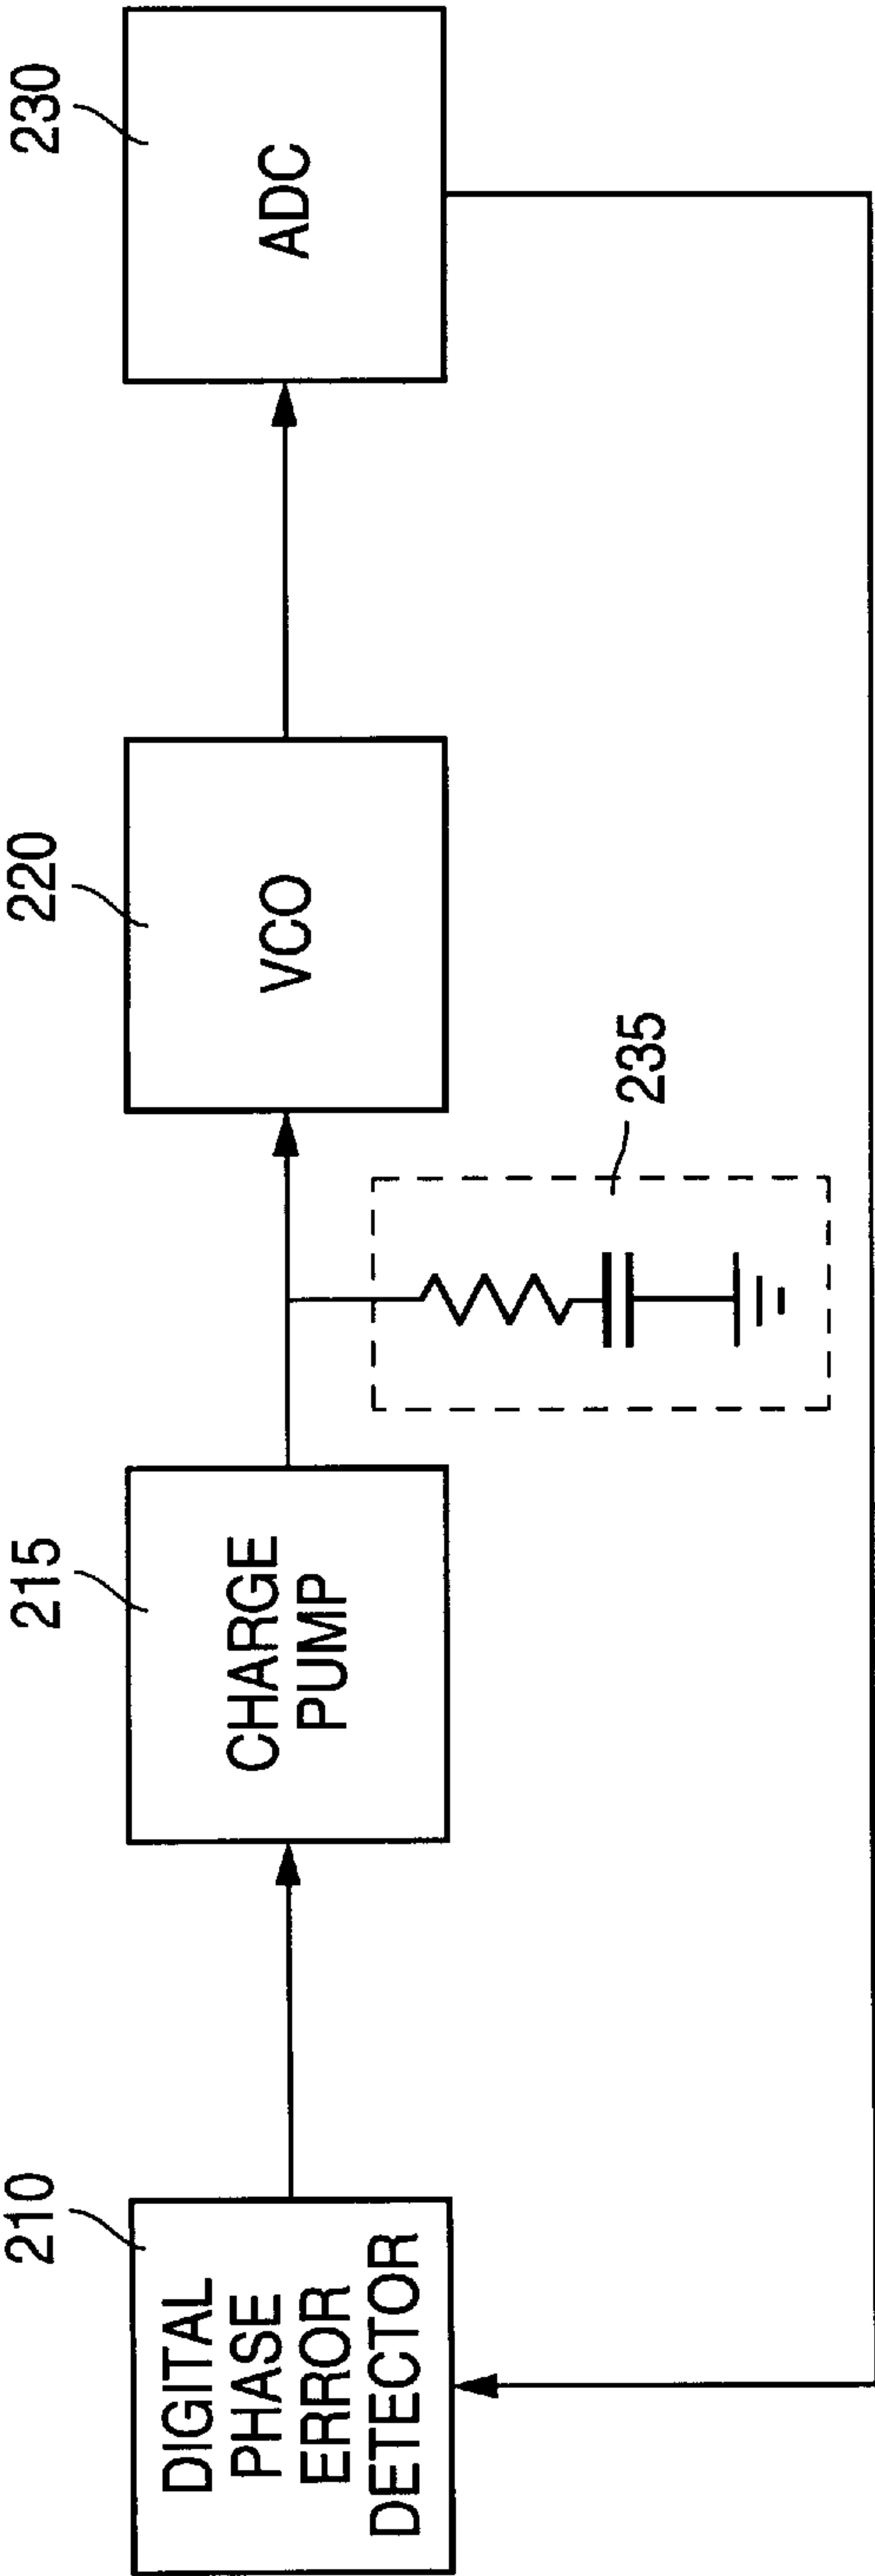 210
DIGITAL
PHASE
ERROR
DETECTOR
215
CHARGE
PUMP
235
220
VCO
230
ADC